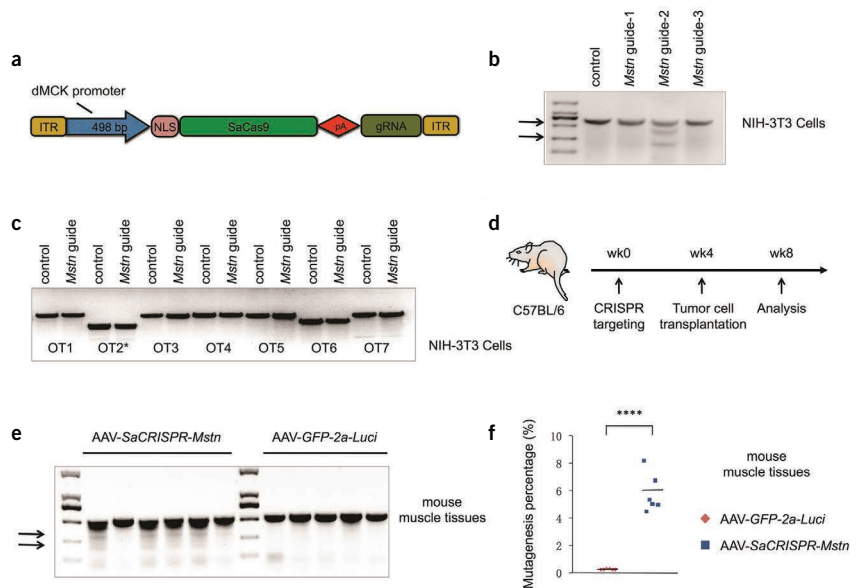 a
dMCK promoter
ITR 498 bp NLS SaCas9 pA gRNA ITR
b
control
Mstn guide-1
Mstn guide-2
Mstn guide-3
NIH-3T3 Cells
c
control
Mstn guide
control
Mstn guide
control
Mstn guide
control
Mstn guide
control
Mstn guide
control
Mstn guide
control
Mstn guide
OT1 OT2* OT3 OT4 OT5 OT6 OT7
NIH-3T3 Cells
d
C57BL/6
wk0 wk4 wk8
CRISPR targeting
Tumor cell transplantation
Analysis
e
AAV-SaCRISPR-Mstn AAV-GFP-2a-Luci
mouse
muscle tissues
f
Mutagenesis percentage (%)
10
8
6
4
2
0
****
mouse
muscle tissues
AAV-GFP-2a-Luci
AAV-SaCRISPR-Mstn